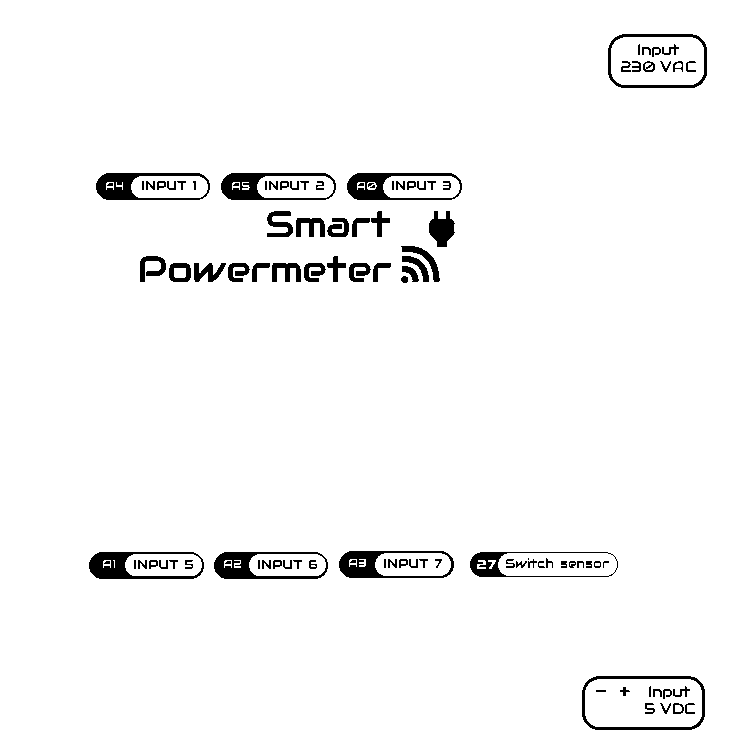 Input
230 VAC
A4 INPUT 1 A5 INPUT 2 A0 INPUT 3
Smart
Powermeter
A1 INPUT 5 A2 INPUT 6 A3 INPUT 7 27 Switch sensor
- + Input
5 VDC